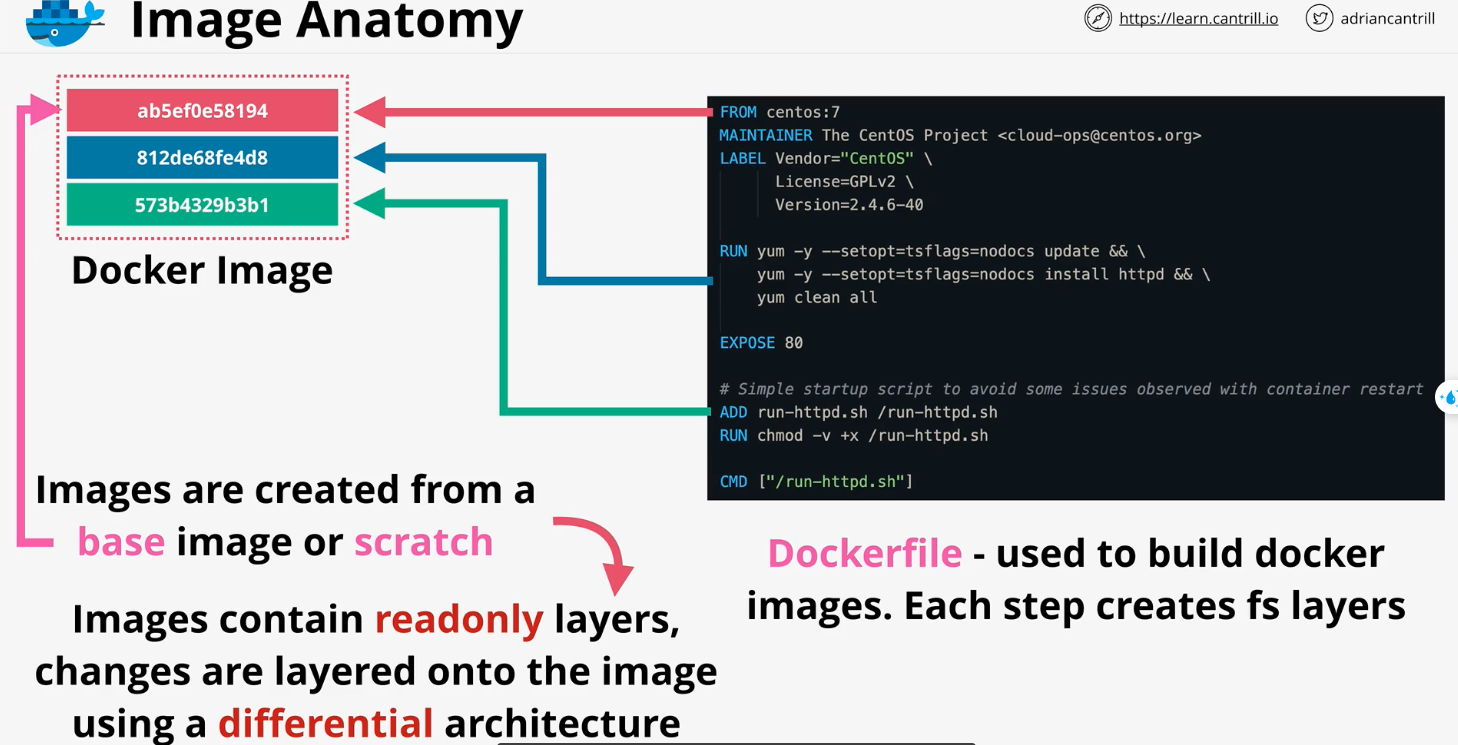 Image Anatomy
https://learn.cantrill.io
adriancantrill
ab5ef0e58194
812de68fe4d8
573b4329b3b1
Docker Image
FROM centos:7
MAINTAINER The CentOS Project <cloud-ops@centos.org>
LABEL Vendor="CentOS" \
License=GPLv2 \
Version=2.4.6-40
RUN yum -y --setopt=tsflags=nodocs update && \
yum -y --setopt=tsflags=nodocs install httpd && \
yum clean all
EXPOSE 80
# Simple startup script to avoid some issues observed with container restart
ADD run-httpd.sh /run-httpd.sh
RUN chmod -v +x /run-httpd.sh
CMD ["/run-httpd.sh"]
Images are created from a
base image or scratch
Images contain readonly layers,
changes are layered onto the image
using a differential architecture
Dockerfile - used to build docker
images. Each step creates fs layers